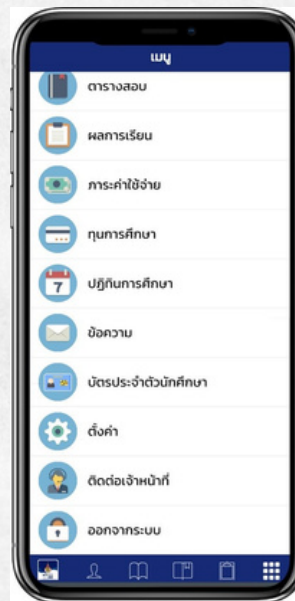 เมนู
ตารางสอบ
ผลการเรียน
ภาระค่าใช้จ่าย
ทุนการศึกษา
7
ปฏิทินการศึกษา
ข้อความ
บัตรประจำตัวนักศึกษา
ตั้งค่า
ติดต่อเจ้าหน้าที่
ออกจากระบบ